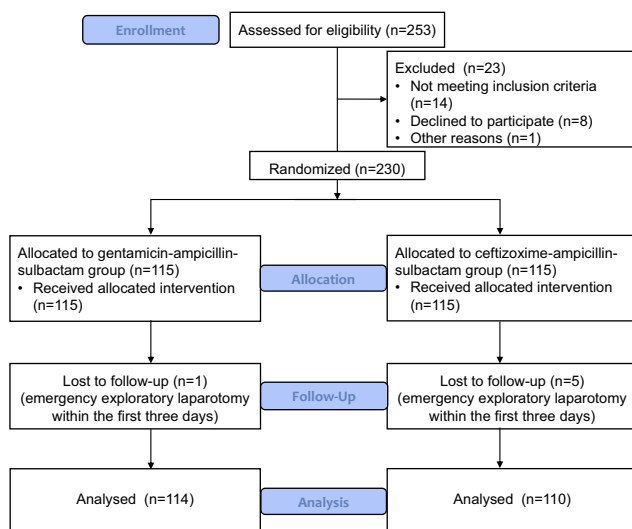 Enrollment
Assessed for eligibility (n=253)
Excluded (n=23)
• Not meeting inclusion criteria
(n=14)
• Declined to participate (n=8)
• Other reasons (n=1)
Randomized (n=230)
Allocated to gentamicin-ampicillin-
sulbactam group (n=115)
• Received allocated intervention
(n=115)
Allocation
Allocated to ceftizoxime-ampicillin-
sulbactam group (n=115)
• Received allocated intervention
(n=115)
Lost to follow-up (n=1)
(emergency exploratory laparotomy
within the first three days)
Follow-Up
Lost to follow-up (n=5)
(emergency exploratory laparotomy
within the first three days)
Analysed (n=114)
Analysis
Analysed (n=110)